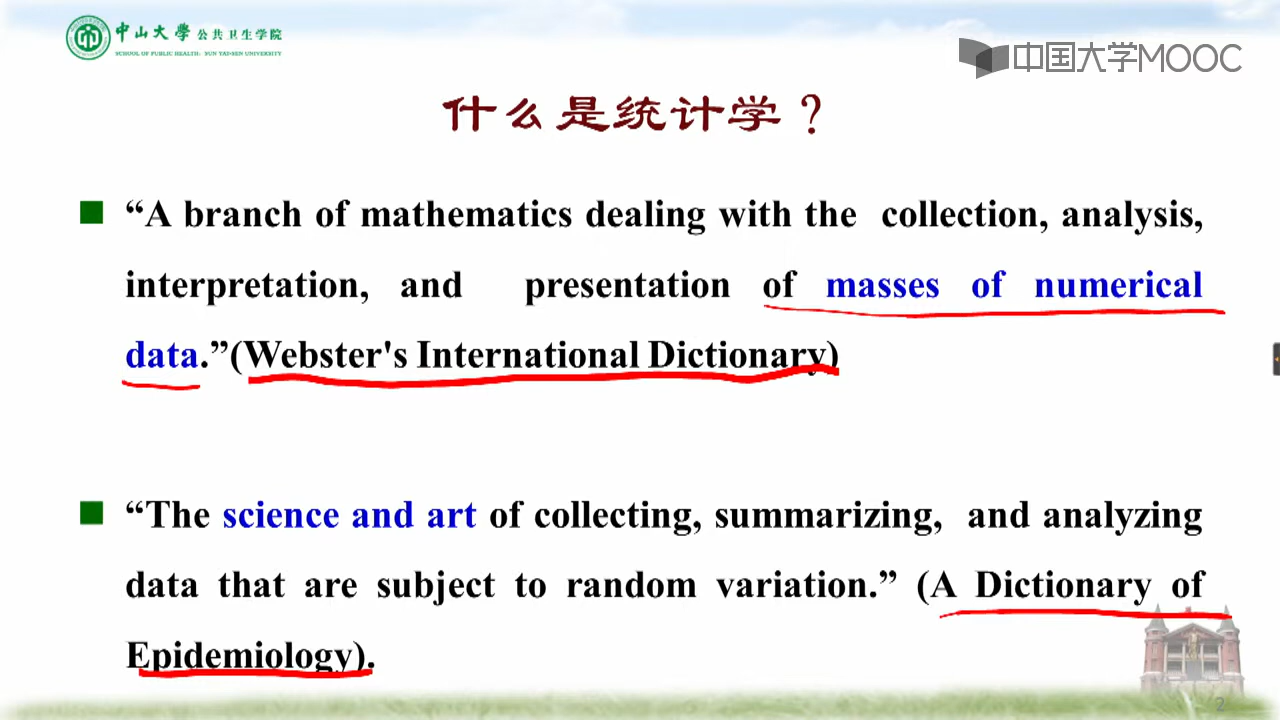 中山大学公共卫生学院
SCHOOL OF PUBLIC HEALTH, SUN YAT-SEN UNIVERSITY
中国大学MOOC
什么是统计学？
“A branch of mathematics dealing with the collection, analysis,
interpretation, and presentation of masses of numerical
data.”(Webster's International Dictionary)
“The science and art of collecting, summarizing, and analyzing
data that are subject to random variation.” (A Dictionary of
Epidemiology).
2